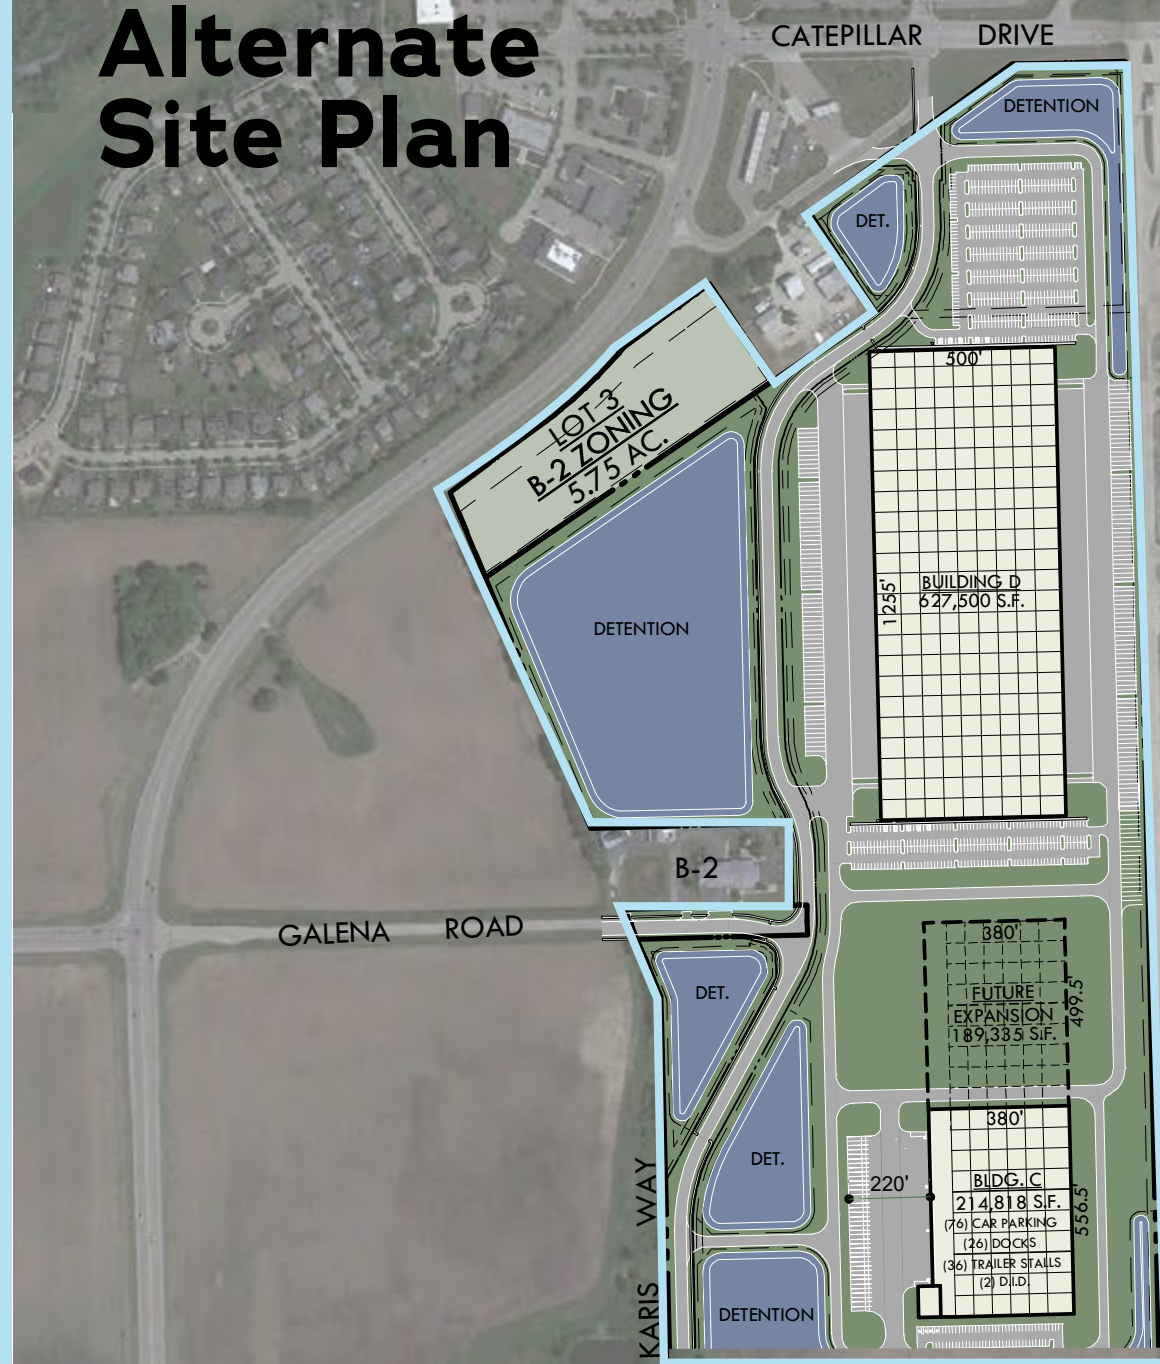 Alternate
Site Plan
CATEPILLAR DRIVE
DETENTION
DET.
500'
LOT 3
B-2 ZONING
5.75 AC.
1255'
BUILDING D
627,500 S.F.
DETENTION
B-2
GALENA ROAD
380'
FUTURE
EXPANSION
189,335 S.F.
499.5'
DET.
380'
DET.
220'
BLDG. C
214,818 S.F.
(76) CAR PARKING
(26) DOCKS
(36) TRAILER STALLS
(2) D.I.D.
556.5'
KARIS WAY
DETENTION